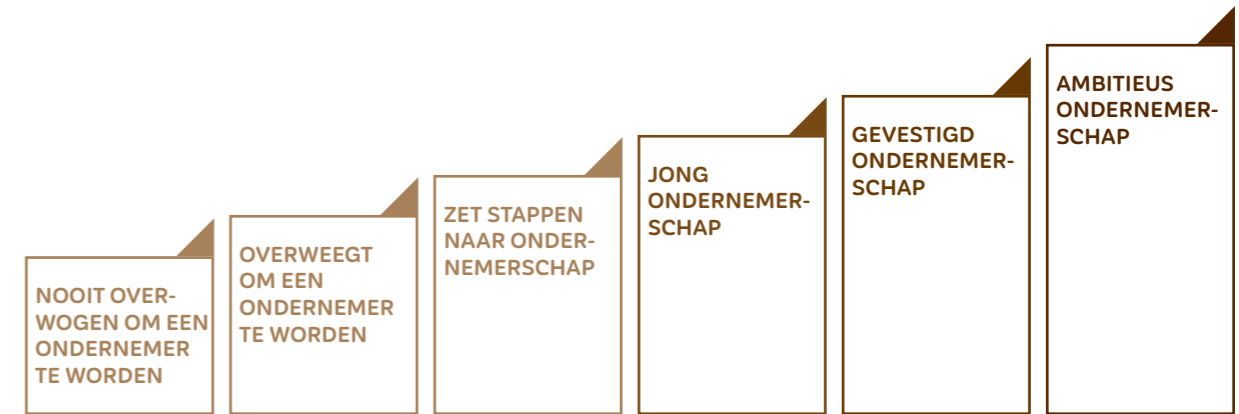 NOOIT OVER-
WOGEN OM EEN
ONDERNEMER
TE WORDEN
OVERWEEGT
OM EEN
ONDERNEMER
TE WORDEN
ZET STAPPEN
NAAR ONDER-
NEMERSCHAP
JONG
ONDERNEMER-
SCHAP
GEVESTIGD
ONDERNEMER-
SCHAP
AMBITIEUS
ONDERNEMER-
SCHAP